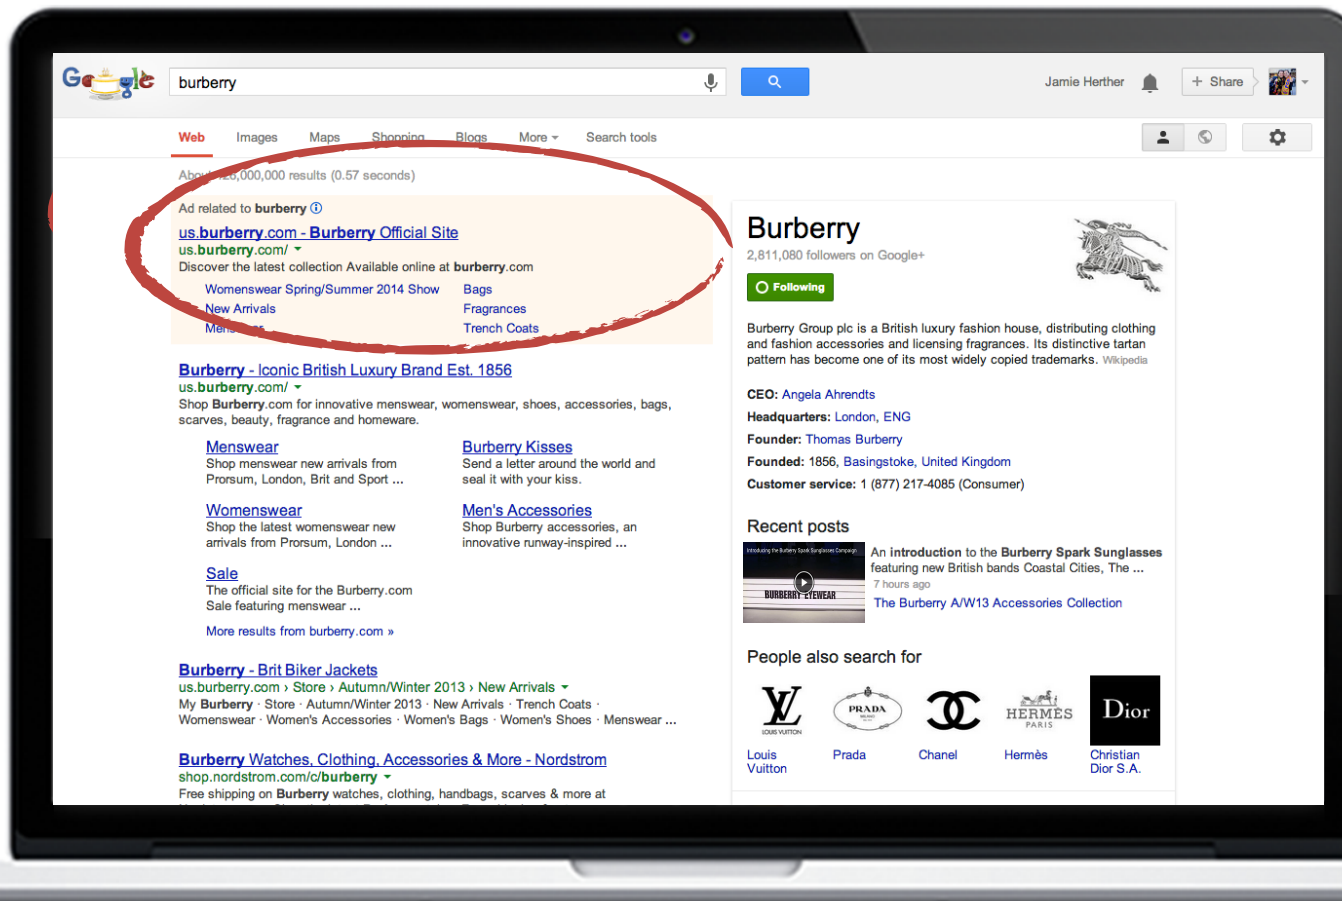 Google
burberry
Jamie Herther
+ Share
Web Images Maps Shopping Blogs More Search tools
000,000 results (0.57 seconds)
Ad related to burberry
us.burberry.com - Burberry Official Site
us.burberry.com/
Discover the latest collection Available online at burberry.com
Womenswear Spring/Summer 2014 Show Bags
New Arrivals Fragrances
Menswear Trench Coats
Burberry - Iconic British Luxury Brand Est. 1856
us.burberry.com/
Shop Burberry.com for innovative menswear, womenswear, shoes, accessories, bags,
scarves, beauty, fragrance and homeware.
Menswear
Shop menswear new arrivals from
Prorsum, London, Brit and Sport ...
Burberry Kisses
Send a letter around the world and
seal it with your kiss.
Womenswear
Shop the latest womenswear new
arrivals from Prorsum, London ...
Men's Accessories
Shop Burberry accessories, an
innovative runway-inspired ...
Sale
The official site for the Burberry.com
Sale featuring menswear ...
More results from burberry.com »
Burberry - Brit Biker Jackets
us.burberry.com › Store › Autumn/Winter 2013 › New Arrivals
My Burberry · Store · Autumn/Winter 2013 · New Arrivals · Trench Coats ·
Womenswear · Women's Accessories · Women's Bags · Women's Shoes · Menswear ...
Burberry Watches, Clothing, Accessories & More - Nordstrom
shop.nordstrom.com/c/burberry
Free shipping on Burberry watches, clothing, handbags, scarves & more at
Burberry
2,811,080 followers on Google+
Following
Burberry Group plc is a British luxury fashion house, distributing clothing
and fashion accessories and licensing fragrances. Its distinctive tartan
pattern has become one of its most widely copied trademarks. Wikipedia
CEO: Angela Ahrendts
Headquarters: London, ENG
Founder: Thomas Burberry
Founded: 1856, Basingstoke, United Kingdom
Customer service: 1 (877) 217-4085 (Consumer)
Recent posts
Introducing the Burberry Spark Sunglasses Campaign
BURBERRY EYEWEAR
An introduction to the Burberry Spark Sunglasses
featuring new British bands Coastal Cities, The ...
7 hours ago
The Burberry A/W13 Accessories Collection
People also search for
LOUIS VUITTON
PRADA
MILANO
HERMÈS
PARIS
Dior
Louis
Vuitton
Prada
Chanel
Hermès
Christian
Dior S.A.